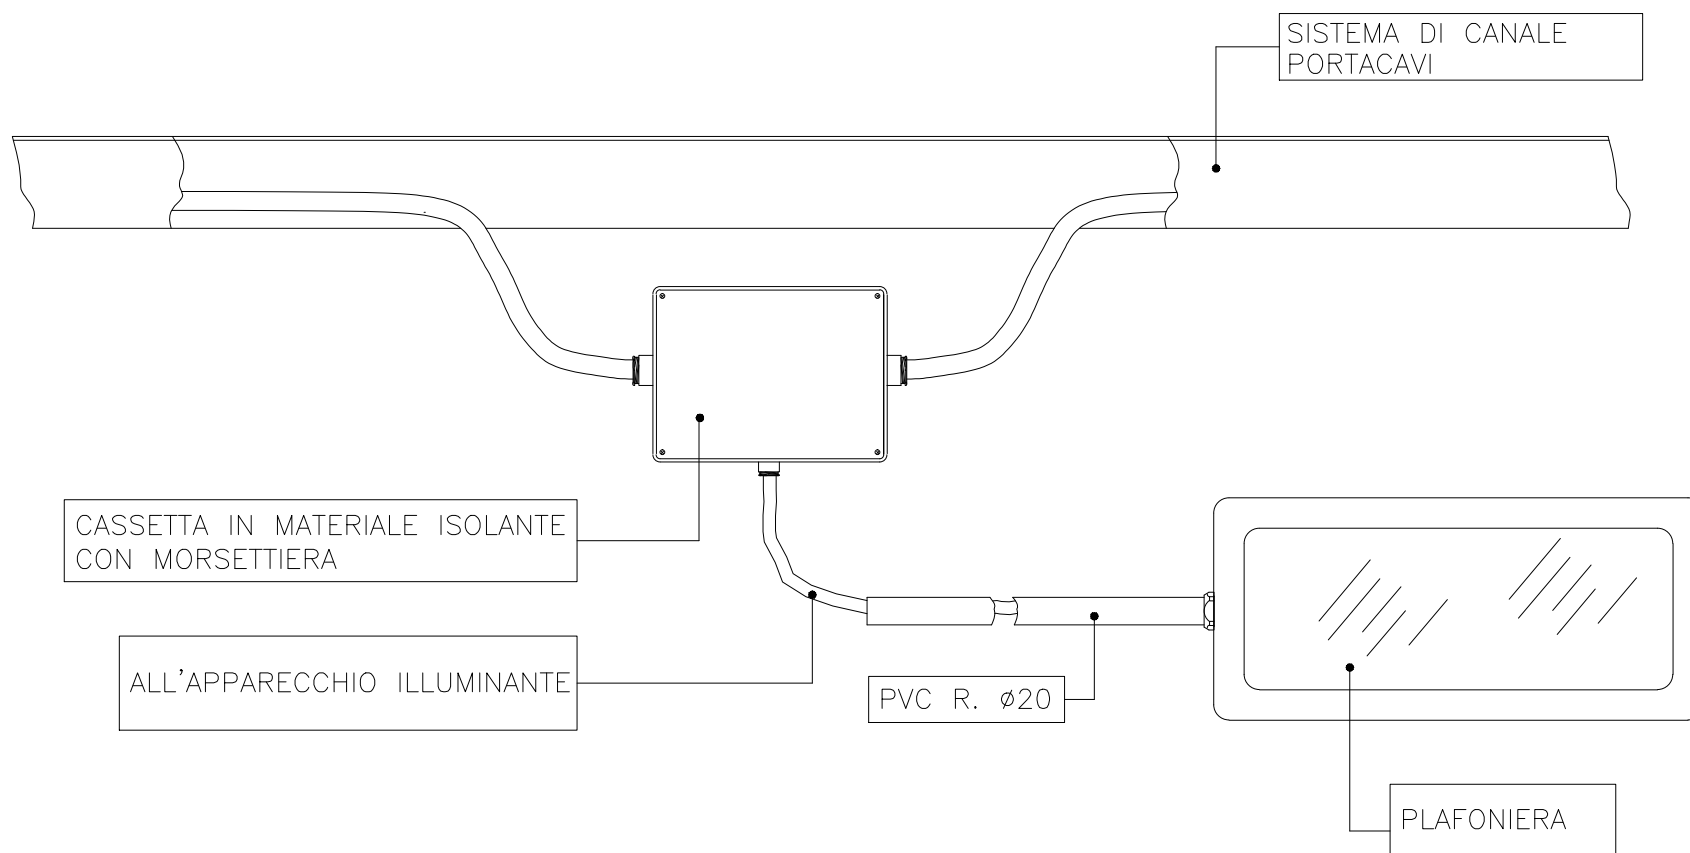 SISTEMA DI CANALE
PORTACAVI
CASSETTA IN MATERIALE ISOLANTE
CON MORSETTIERA
ALL'APPARECCHIO ILLUMINANTE
PVC R. ø20
PLAFONIERA